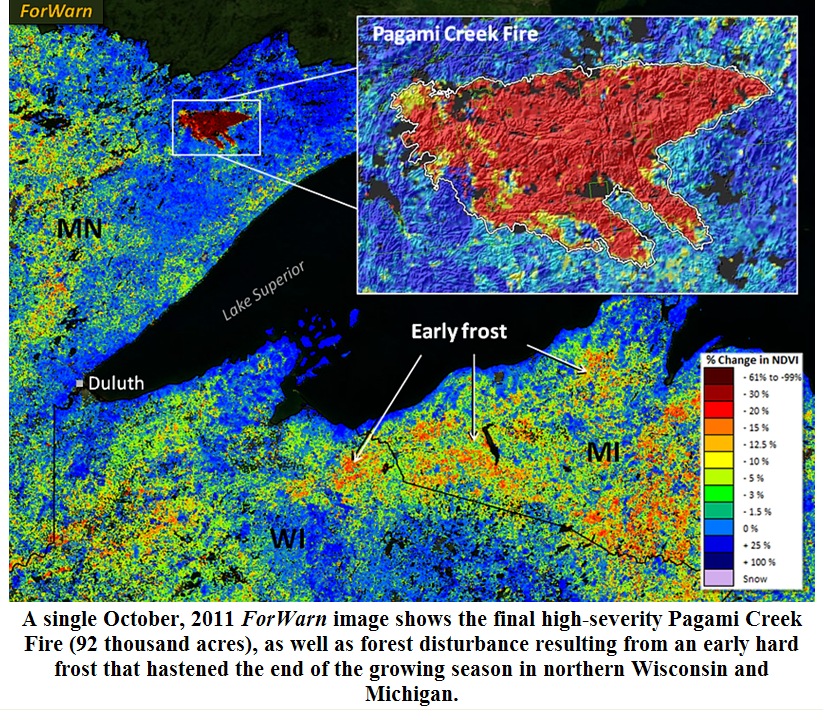 ForWarn
Pagami Creek Fire
MN
Lake Superior
Early frost
Duluth
MI
WI
% Change in NDVI
- 61% to -99%
- 30 %
- 20 %
- 15 %
- 12.5 %
- 10 %
- 5 %
- 3 %
- 1.5 %
0 %
+ 25 %
+ 100 %
Snow
A single October, 2011 ForWarn image shows the final high-severity Pagami Creek
Fire (92 thousand acres), as well as forest disturbance resulting from an early hard
frost that hastened the end of the growing season in northern Wisconsin and
Michigan.